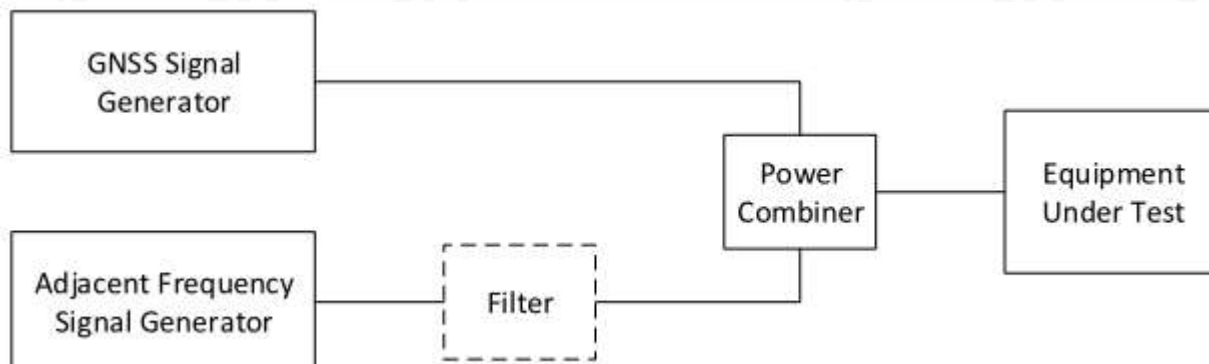 GNSS Signal
Generator
Power
Combiner
Equipment
Under Test
Adjacent Frequency
Signal Generator
Filter